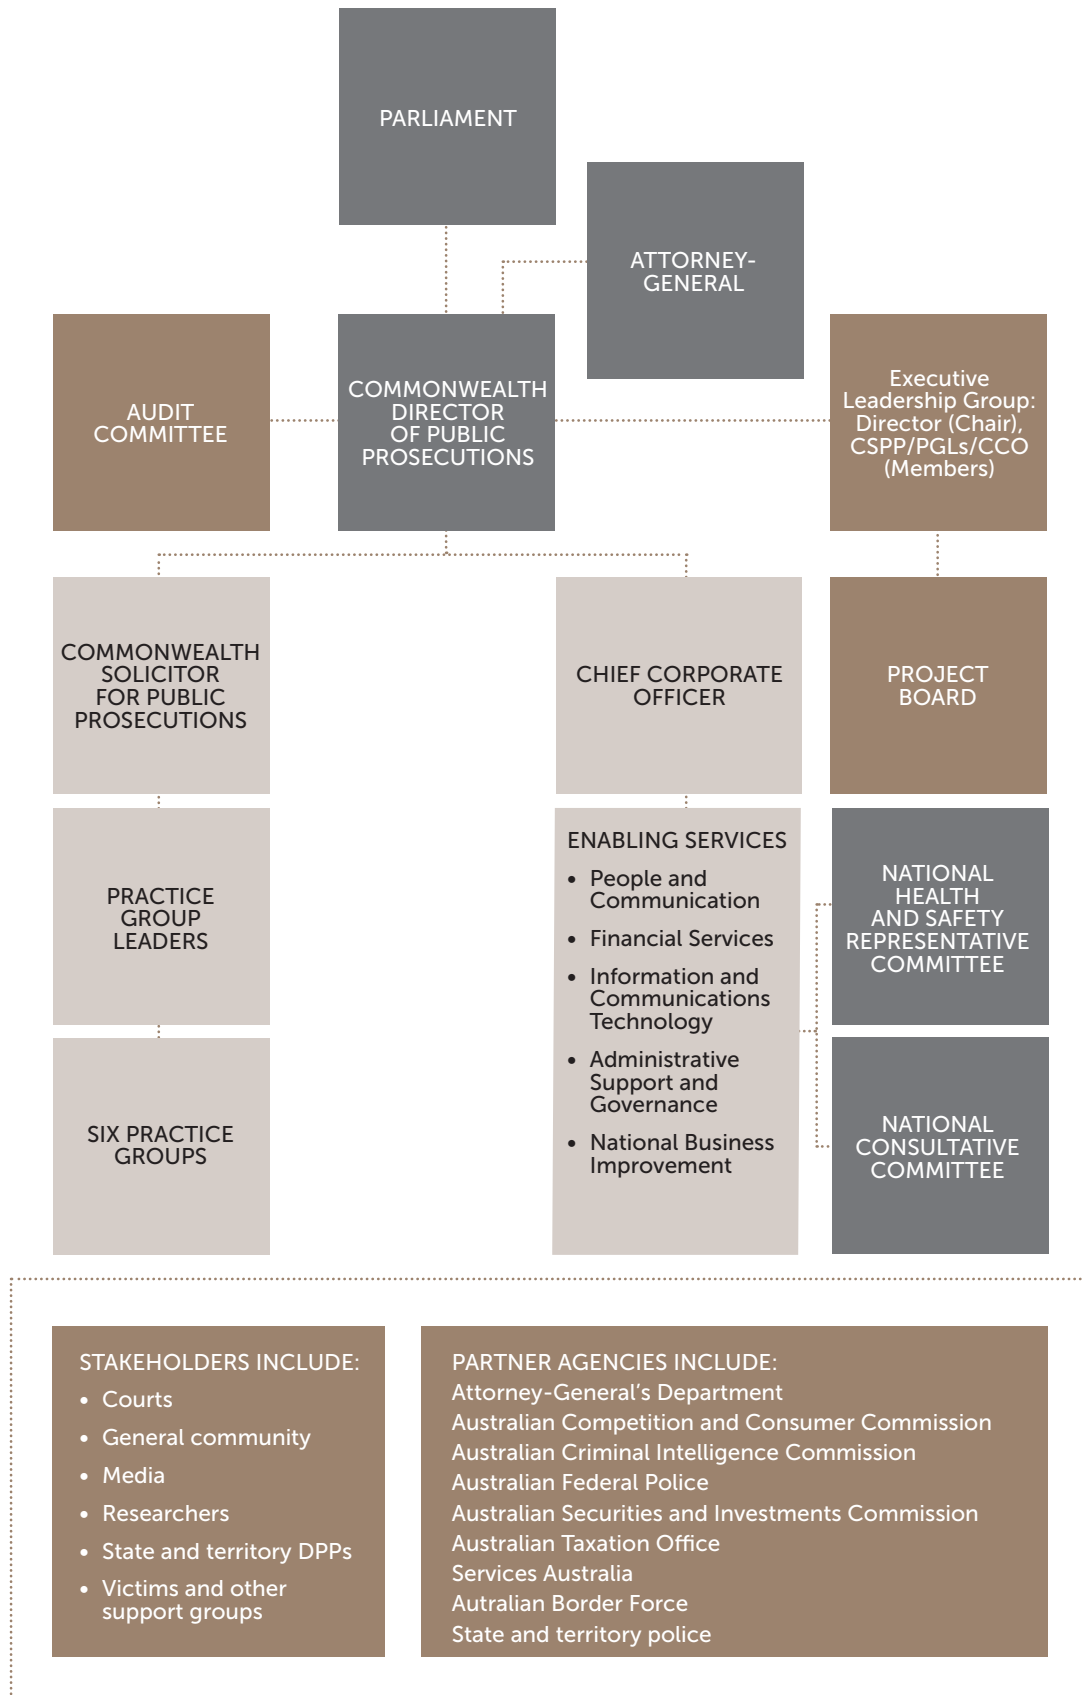 PARLIAMENT
ATTORNEY-
GENERAL
AUDIT
COMMITTEE
COMMONWEALTH
DIRECTOR
OF PUBLIC
PROSECUTIONS
Executive
Leadership Group:
Director (Chair),
CSPP/PGLs/CCO
(Members)
COMMONWEALTH
SOLICITOR
FOR PUBLIC
PROSECUTIONS
CHIEF CORPORATE
OFFICER
PROJECT
BOARD
PRACTICE
GROUP
LEADERS
ENABLING SERVICES
• People and
Communication
• Financial Services
• Information and
Communications
Technology
• Administrative
Support and
Governance
• National Business
Improvement
NATIONAL
HEALTH
AND SAFETY
REPRESENTATIVE
COMMITTEE
SIX PRACTICE
GROUPS
NATIONAL
CONSULTATIVE
COMMITTEE
STAKEHOLDERS INCLUDE:
• Courts
• General community
• Media
• Researchers
• State and territory DPPs
• Victims and other
support groups
PARTNER AGENCIES INCLUDE:
Attorney-General’s Department
Australian Competition and Consumer Commission
Australian Criminal Intelligence Commission
Australian Federal Police
Australian Securities and Investments Commission
Australian Taxation Office
Services Australia
Autralian Border Force
State and territory police